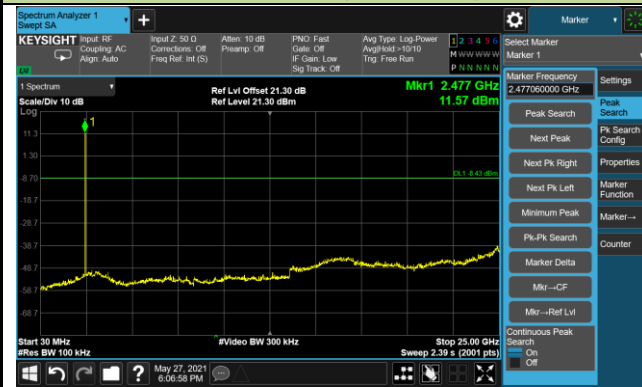 Spectrum Analyzer 1
Swept SA
+
Marker
KEYSIGHT
Input: RF
Coupling: AC
Align: Auto
Input Z: 50 Ω
Corrections: Off
Freq Ref: Int (S)
Atten: 10 dB
Preamp: Off
PNO: Fast
Gate: Off
IF Gain: Low
Sig Track: Off
Avg Type: Log-Power
Avg|Hold:>10/10
Trig: Free Run
1 2 3 4 5 6
M W W W W W
P N N N N N
Select Marker
Marker 1
1 Spectrum
Scale/Div 10 dB
Log
Ref Lvl Offset 21.30 dB
Ref Level 21.30 dBm
Mkr1 2.477 GHz
11.57 dBm
1
11.3
1.30
-8.70
-18.7
-28.7
-38.7
-48.7
-58.7
-68.7
DL1 -8.43 dBm
Start 30 MHz
#Res BW 100 kHz
#Video BW 300 kHz
Stop 25.00 GHz
Sweep 2.39 s (2001 pts)
Marker Frequency
2.477060000 GHz
Peak Search
Next Peak
Next Pk Right
Next Pk Left
Minimum Peak
Pk-Pk Search
Marker Delta
Mkr→CF
Mkr→Ref Lvl
Continuous Peak
Search
On
Off
Settings
Peak
Search
Pk Search
Config
Properties
Marker
Function
Marker→
Counter
?
May 27, 2021
6:06:58 PM